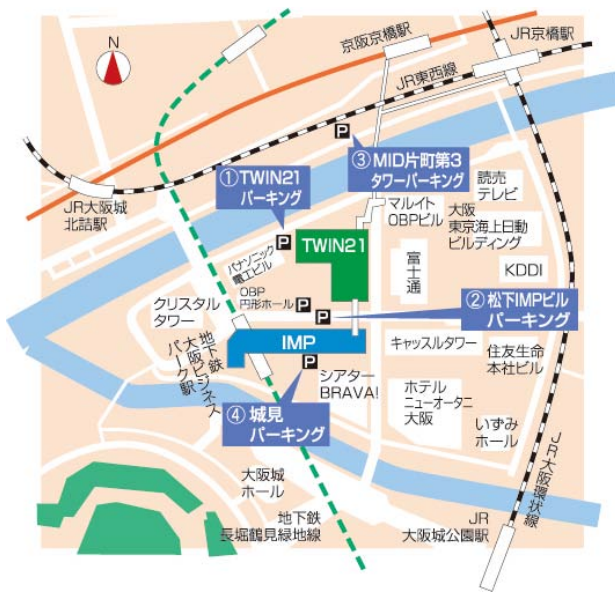 N
京阪京橋駅
JR京橋駅
JR東西線
③MID片町第3
タワーパーキング
P
①TWIN21
パーキング
マルイト
OBPビル
読売
テレビ
大阪
東京海上日動
ビルディング
JR大阪城
北詰駅
P
TWIN21
パナソニック
電工ビル
富士通
KDDI
OBP
円形ホール
P
P
②松下IMPビル
パーキング
クリスタル
タワー
地下鉄
大阪ビジネス
パーク駅
IMP
キャッスルタワー
住友生命
本社ビル
P
シアター
BRAVA!
④城見
パーキング
ホテル
ニューオータニ
大阪
いずみ
ホール
大阪城
ホール
JR大阪環状線
地下鉄
長堀鶴見緑地線
JR
大阪城公園駅